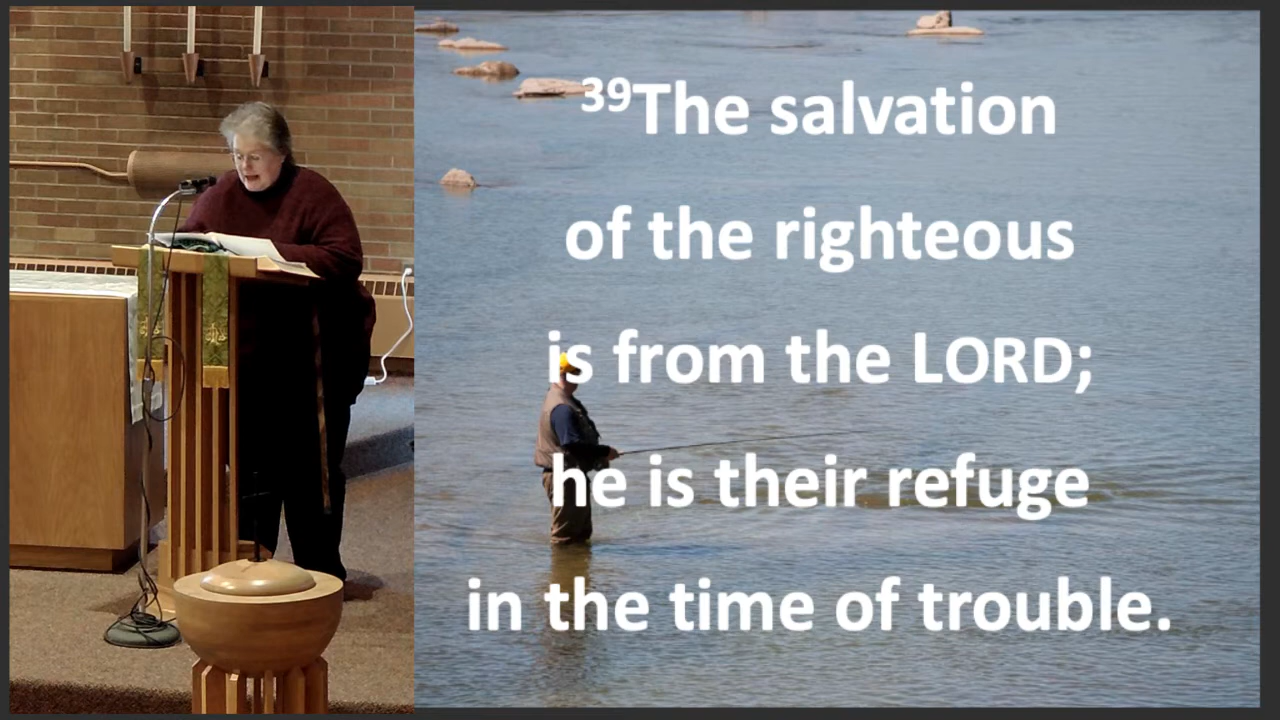 ³⁹The salvation
of the righteous
is from the LORD;
he is their refuge
in the time of trouble.